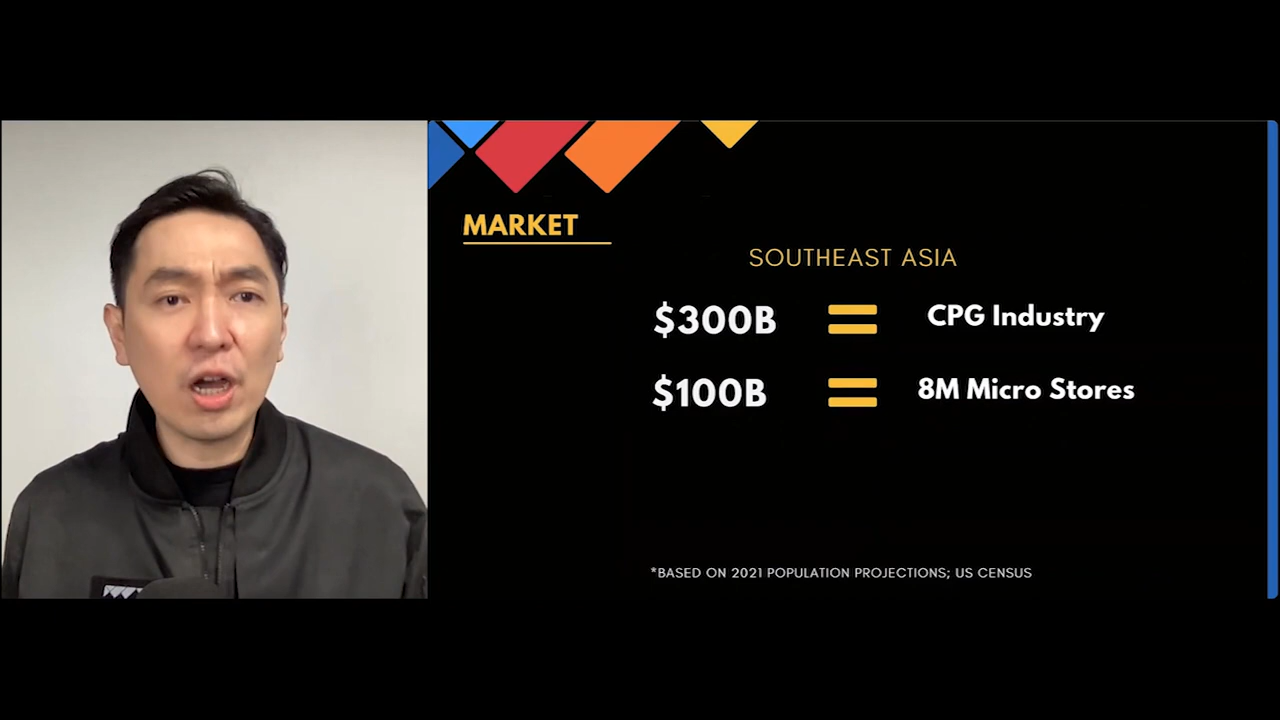 MARKET
SOUTHEAST ASIA
$300B = CPG Industry
$100B = 8M Micro Stores
*BASED ON 2021 POPULATION PROJECTIONS; US CENSUS